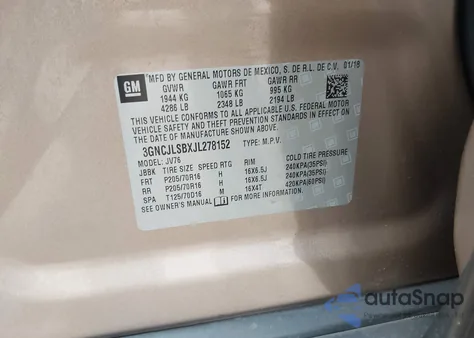 GM
MFD BY GENERAL MOTORS DE MEXICO, S. DE R.L. DE C.V. 01/18
GVWR GAWR FRT GAWR RR
1944 KG 1065 KG 995 KG
4286 LB 2348 LB 2194 LB
THIS VEHICLE CONFORMS TO ALL APPLICABLE U.S. FEDERAL MOTOR
VEHICLE SAFETY AND THEFT PREVENTION STANDARDS IN EFFECT ON
THE DATE OF MANUFACTURE SHOWN ABOVE.
3GNCJLSBXJL278152 TYPE: M.P.V.
MODEL: JV76
JBBK TIRE SIZE SPEED RTG RIM COLD TIRE PRESSURE
FRT P205/70R16 H 16X6.5J 240KPA(35PSI)
RR P205/70R16 H 16X6.5J 240KPA(35PSI)
SPA T125/70D16 M 16X4T 420KPA(60PSI)
SEE OWNER'S MANUAL FOR MORE INFORMATION.
autoSnap